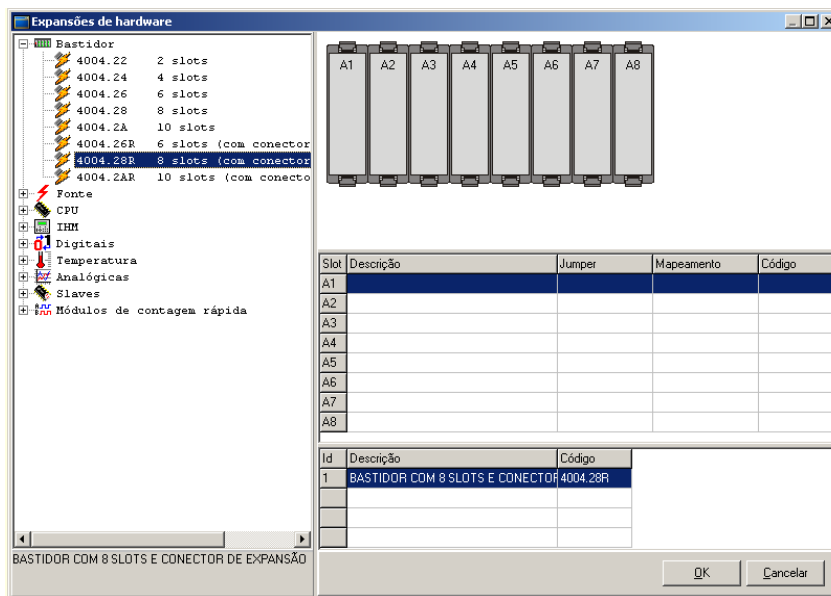 Expansões de hardware
Bastidor
4004.22 2 slots
4004.24 4 slots
4004.26 6 slots
4004.28 8 slots
4004.2A 10 slots
4004.26R 6 slots (com conector
4004.28R 8 slots (com conector
4004.2AR 10 slots (com conecto
Fonte
CPU
IHM
Digitais
Temperatura
Analógicas
Slaves
Módulos de contagem rápida
BASTIDOR COM 8 SLOTS E CONECTOR DE EXPANSÃO
A1 A2 A3 A4 A5 A6 A7 A8
Slot Descrição Jumper Mapeamento Código
A1
A2
A3
A4
A5
A6
A7
A8
Id Descrição Código
1 BASTIDOR COM 8 SLOTS E CONECTOR 4004.28R
OK Cancelar